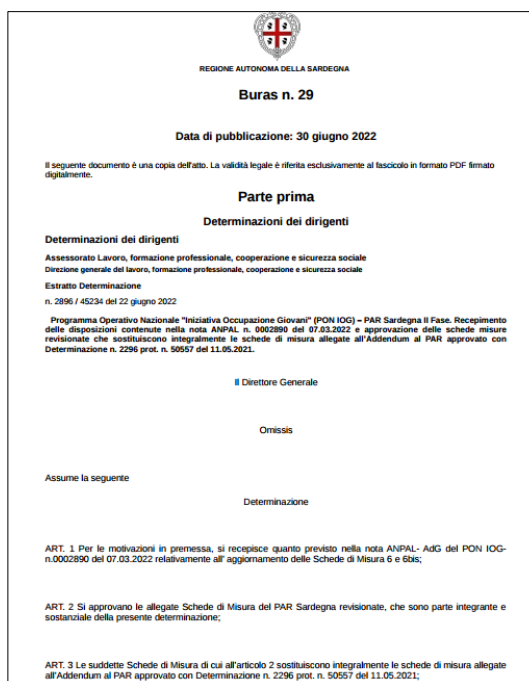 REGIONE AUTONOMA DELLA SARDEGNA
Buras n. 29
Data di pubblicazione: 30 giugno 2022
Il seguente documento è una copia dell'atto. La validità legale è riferita esclusivamente al fascicolo in formato PDF firmato
digitalmente.
Parte prima
Determinazioni dei dirigenti
Determinazioni dei dirigenti
Assessorato Lavoro, formazione professionale, cooperazione e sicurezza sociale
Direzione generale del lavoro, formazione professionale, cooperazione e sicurezza sociale
Estratto Determinazione
n. 2896 / 45234 del 22 giugno 2022
Programma Operativo Nazionale "Iniziativa Occupazione Giovani" (PON IOG) – PAR Sardegna II Fase. Recepimento
delle disposizioni contenute nella nota ANPAL n. 0002890 del 07.03.2022 e approvazione delle schede misure
revisionate che sostituiscono integralmente le schede di misura allegate all'Addendum al PAR approvato con
Determinazione n. 2296 prot. n. 50557 del 11.05.2021.
Il Direttore Generale
Omissis
Assume la seguente
Determinazione
ART. 1 Per le motivazioni in premessa, si recepisce quanto previsto nella nota ANPAL- AdG del PON IOG-
n.0002890 del 07.03.2022 relativamente all' aggiornamento delle Schede di Misura 6 e 6bis;
ART. 2 Si approvano le allegate Schede di Misura del PAR Sardegna revisionate, che sono parte integrante e
sostanziale della presente determinazione;
ART. 3 Le suddette Schede di Misura di cui all'articolo 2 sostituiscono integralmente le schede di misura allegate
all'Addendum al PAR approvato con Determinazione n. 2296 prot. n. 50557 del 11.05.2021;